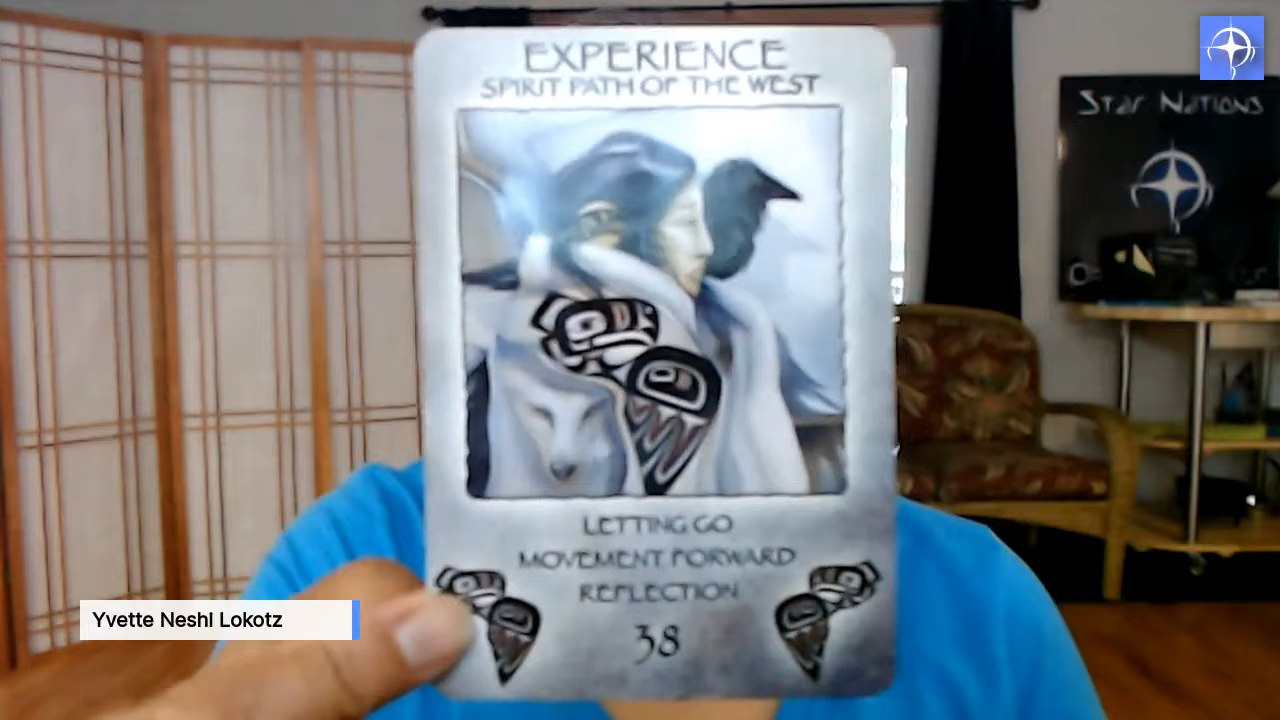 EXPERIENCE
SPIRIT PATH OF THE WEST
Star Nations
LETTING GO
MOVEMENT FORWARD
REFLECTION
38
Yvette Neshi Lokotz